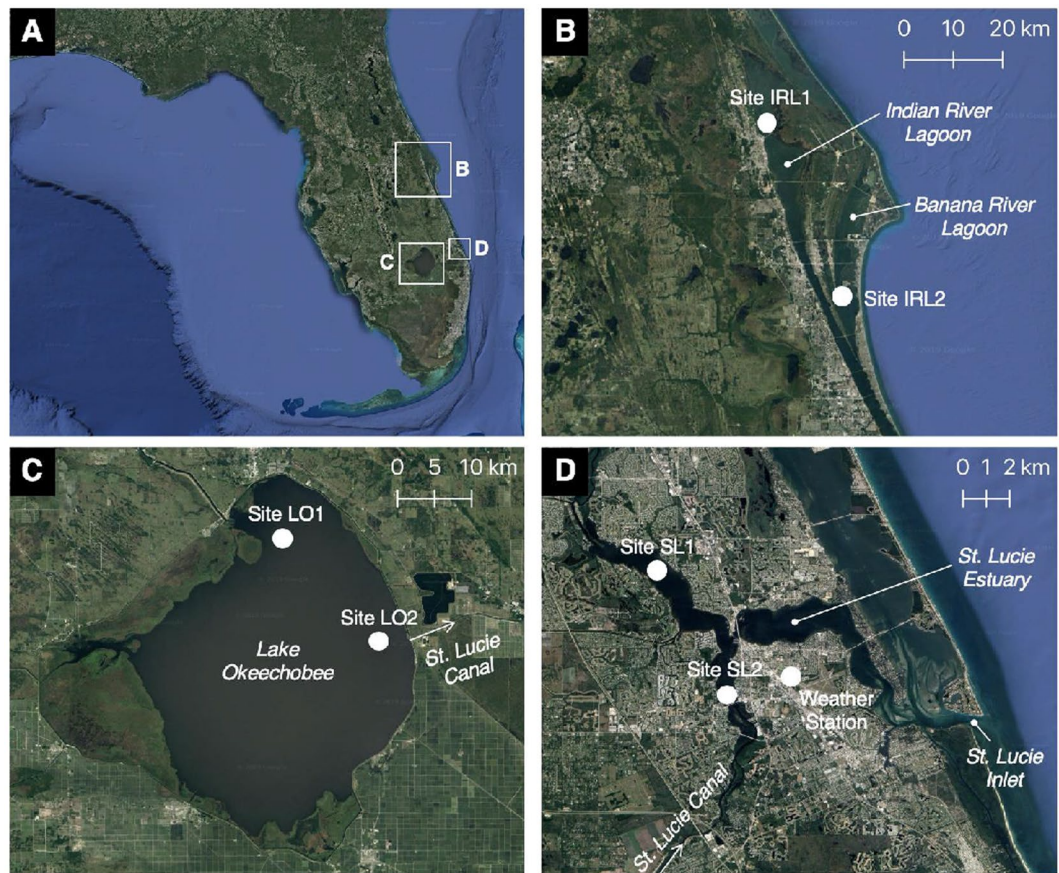 A
B
C
D
B
0 10 20 km
Site IRL1
Indian River
Lagoon
Banana River
Lagoon
Site IRL2
C
0 5 10 km
Site LO1
Site LO2
Lake
Okeechobee
St. Lucie
Canal
D
0 1 2 km
Site SL1
St. Lucie
Estuary
Site SL2
Weather
Station
St. Lucie
Inlet
St. Lucie Canal